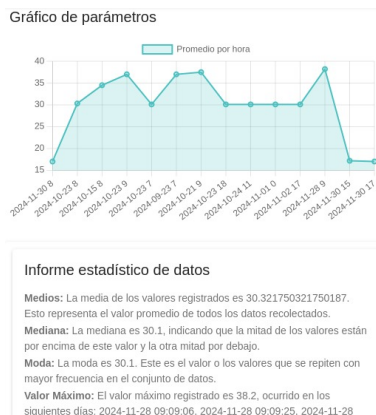 Gráfico de parámetros
Promedio por hora
40
35
30
25
20
15
2024-11-30 8
2024-10-23 8
2024-10-15 8
2024-10-23 9
2024-10-23 7
2024-09-23 7
2024-10-21 9
2024-10-23 18
2024-10-24 11
2024-11-01 0
2024-11-02 17
2024-11-28 9
2024-11-30 15
2024-11-30 17
Informe estadístico de datos
Medios: La media de los valores registrados es 30.321750321750187.
Esto representa el valor promedio de todos los datos recolectados.
Mediana: La mediana es 30.1, indicando que la mitad de los valores están
por encima de este valor y la otra mitad por debajo.
Moda: La moda es 30.1. Este es el valor o los valores que se repiten con
mayor frecuencia en el conjunto de datos.
Valor Máximo: El valor máximo registrado es 38.2, ocurrido en los
siguientes días: 2024-11-28 09:09:06, 2024-11-28 09:09:25, 2024-11-28